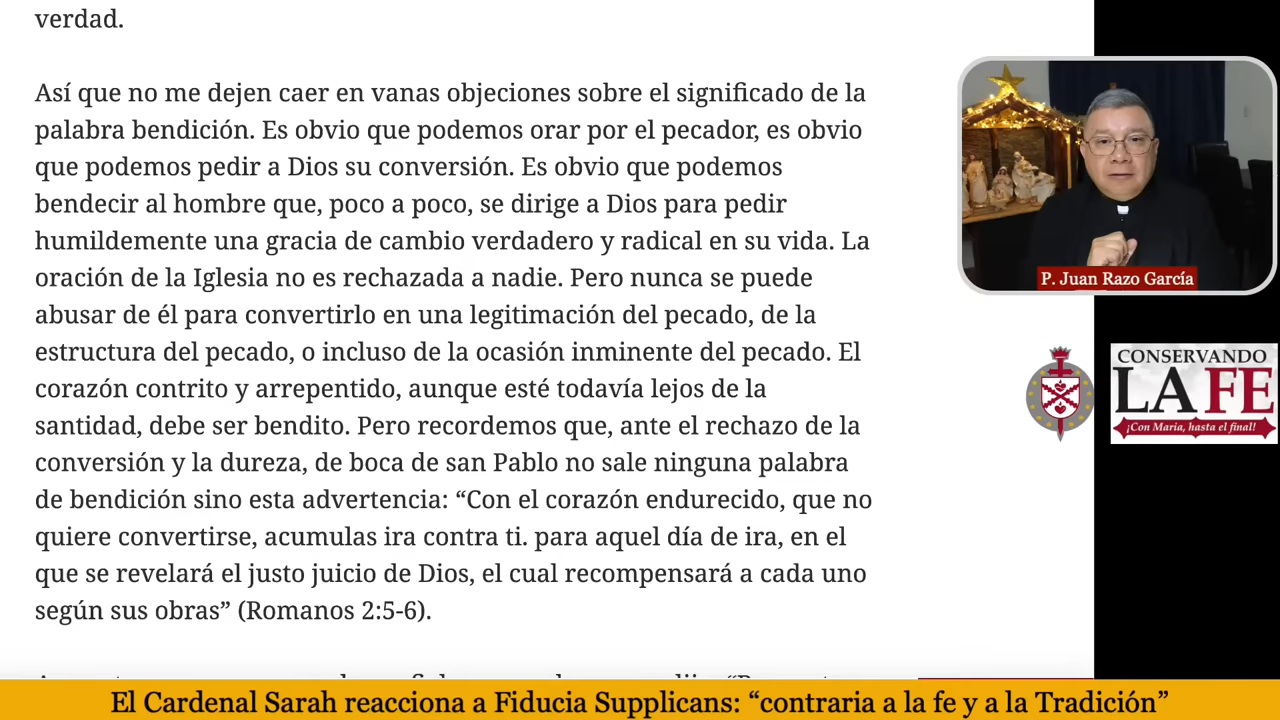 verdad.
Así que no me dejen caer en vanas objeciones sobre el significado de la
palabra bendición. Es obvio que podemos orar por el pecador, es obvio
que podemos pedir a Dios su conversión. Es obvio que podemos
bendecir al hombre que, poco a poco, se dirige a Dios para pedir
humildemente una gracia de cambio verdadero y radical en su vida. La
oración de la Iglesia no es rechazada a nadie. Pero nunca se puede
abusar de él para convertirlo en una legitimación del pecado, de la
estructura del pecado, o incluso de la ocasión inminente del pecado. El
corazón contrito y arrepentido, aunque esté todavía lejos de la
santidad, debe ser bendito. Pero recordemos que, ante el rechazo de la
conversión y la dureza, de boca de san Pablo no sale ninguna palabra
de bendición sino esta advertencia: “Con el corazón endurecido, que no
quiere convertirse, acumulas ira contra ti. para aquel día de ira, en el
que se revelará el justo juicio de Dios, el cual recompensará a cada uno
según sus obras” (Romanos 2:5-6).
P. Juan Razo García
CONSERVANDO
LA FE
¡Con Maria, hasta el final!
El Cardenal Sarah reacciona a Fiducia Supplicans: “contraria a la fe y a la Tradición”